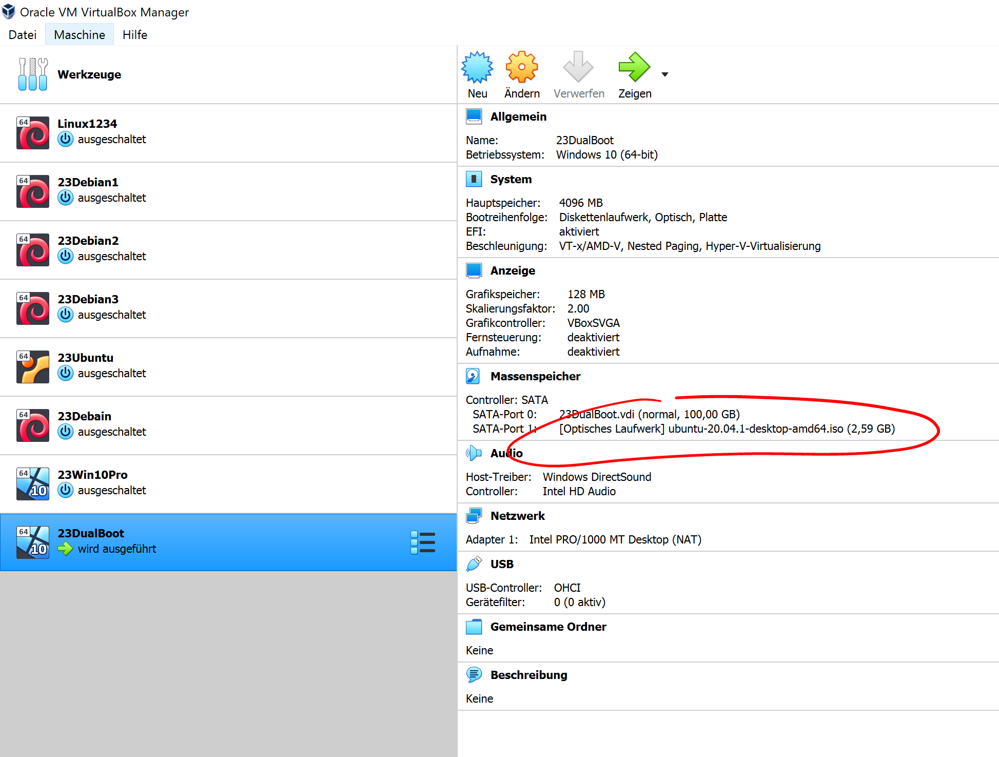 Oracle VM VirtualBox Manager
Datei Maschine Hilfe
Werkzeuge
64 Linux1234
ausgeschaltet
64 23Debian1
ausgeschaltet
64 23Debian2
ausgeschaltet
64 23Debian3
ausgeschaltet
64 23Ubuntu
ausgeschaltet
64 23Debain
ausgeschaltet
64 23Win10Pro
10 ausgeschaltet
64 23DualBoot
10 wird ausgeführt
Neu Ändern Verwerfen Zeigen
Allgemein
Name: 23DualBoot
Betriebssystem: Windows 10 (64-bit)
System
Hauptspeicher: 4096 MB
Bootreihenfolge: Diskettenlaufwerk, Optisch, Platte
EFI: aktiviert
Beschleunigung: VT-x/AMD-V, Nested Paging, Hyper-V-Virtualisierung
Anzeige
Grafikspeicher: 128 MB
Skalierungsfaktor: 2.00
Grafikcontroller: VBoxSVGA
Fernsteuerung: deaktiviert
Aufnahme: deaktiviert
Massenspeicher
Controller: SATA
SATA-Port 0: 23DualBoot.vdi (normal, 100,00 GB)
SATA-Port 1: [Optisches Laufwerk] ubuntu-20.04.1-desktop-amd64.iso (2,59 GB)
Audio
Host-Treiber: Windows DirectSound
Controller: Intel HD Audio
Netzwerk
Adapter 1: Intel PRO/1000 MT Desktop (NAT)
USB
USB-Controller: OHCI
Gerätefilter: 0 (0 aktiv)
Gemeinsame Ordner
Keine
Beschreibung
Keine